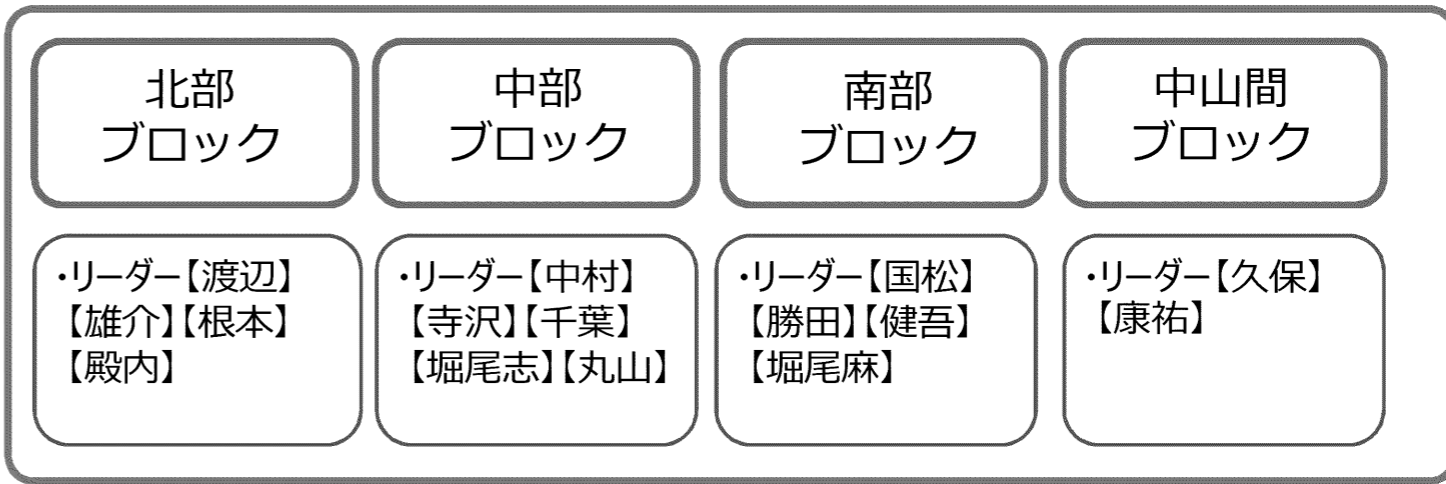 北部
ブロック
中部
ブロック
南部
ブロック
中山間
ブロック
・リーダー【渡辺】
【雄介】【根本】
【殿内】
・リーダー【中村】
【寺沢】【千葉】
【堀尾志】【丸山】
・リーダー【国松】
【勝田】【健吾】
【堀尾麻】
・リーダー【久保】
【康祐】